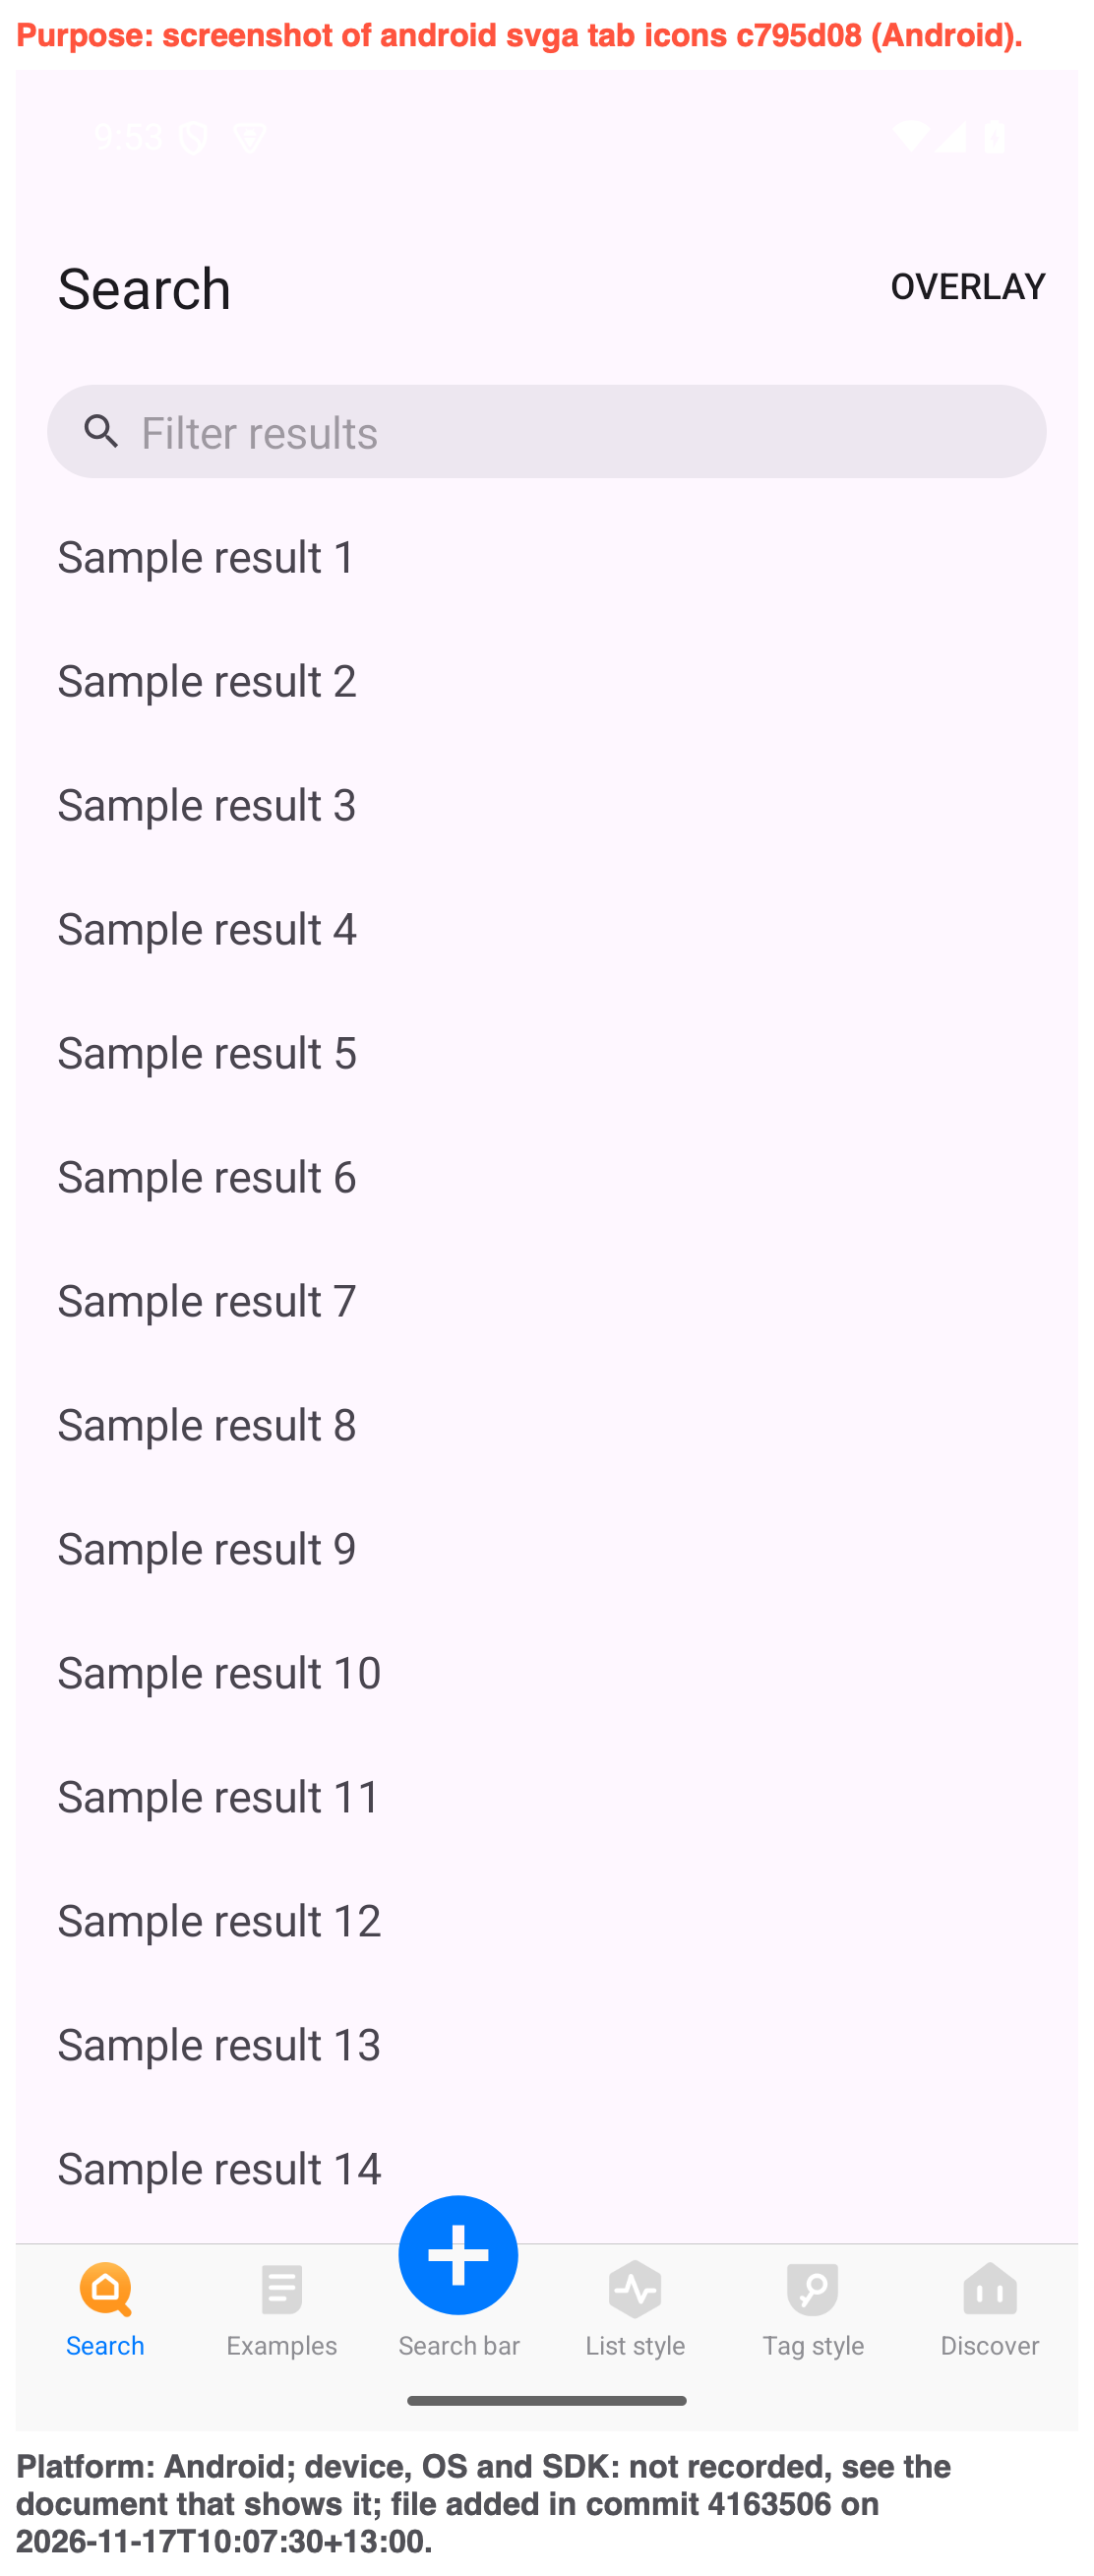 Purpose: screenshot of android svga tab icons c795d08 (Android).
9:53
Search
OVERLAY
Filter results
Sample result 1
Sample result 2
Sample result 3
Sample result 4
Sample result 5
Sample result 6
Sample result 7
Sample result 8
Sample result 9
Sample result 10
Sample result 11
Sample result 12
Sample result 13
Sample result 14
Search
Examples
Search bar
List style
Tag style
Discover
Platform: Android; device, OS and SDK: not recorded, see the
document that shows it; file added in commit 4163506 on
2026-11-17T10:07:30+13:00.